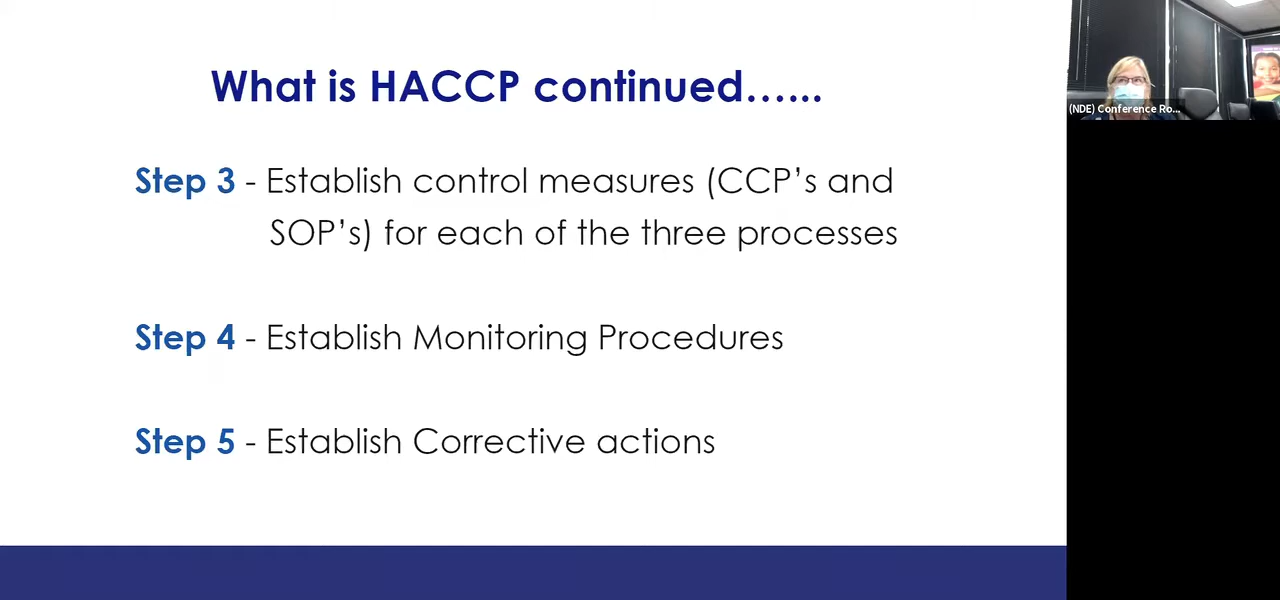 What is HACCP continued…...
(NDE) Conference Ro...
Step 3 - Establish control measures (CCP’s and
SOP’s) for each of the three processes
Step 4 - Establish Monitoring Procedures
Step 5 - Establish Corrective actions